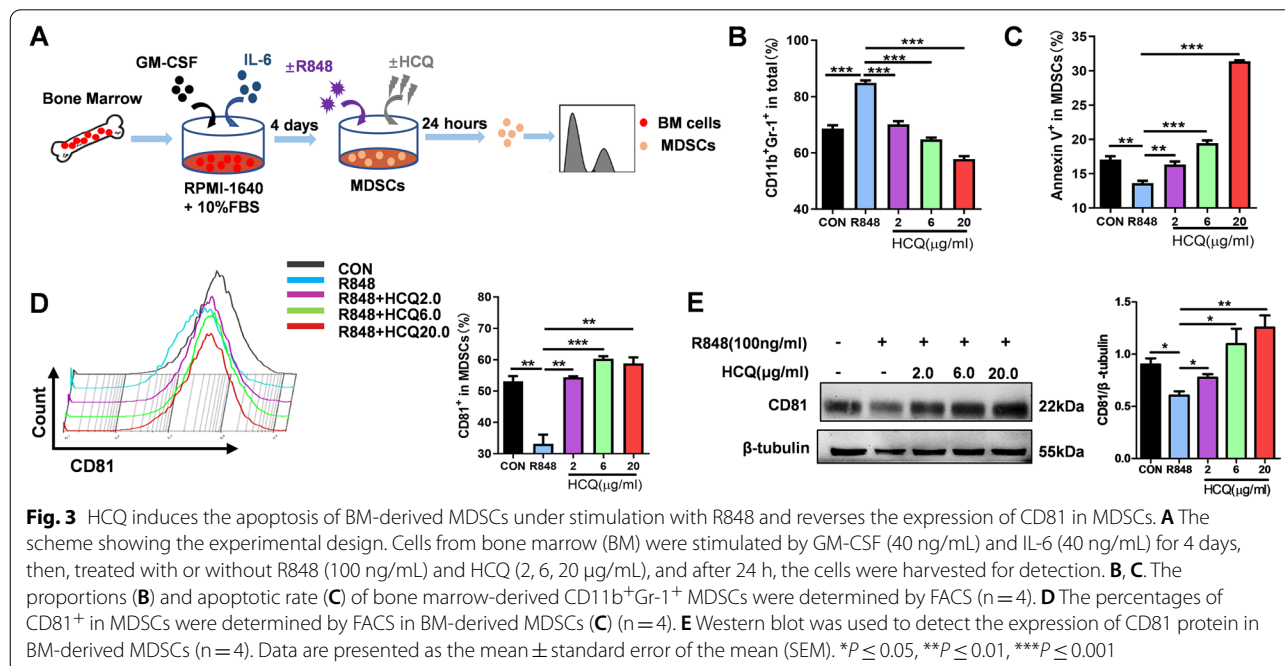 A
GM-CSF
IL-6
±R848
±HCQ
Bone Marrow
4 days
24 hours
BM cells
MDSCs
RPMI-1640
+ 10%FBS
MDSCs
B
CD11b⁺Gr-1⁺ in total (%)
100
80
60
40
***
***
***
***
CON R848 2 6 20
HCQ(μg/ml)
C
Annexin V⁺ in MDSCs (%)
35
30
25
20
15
10
***
***
**
**
CON R848 2 6 20
HCQ(μg/ml)
D
CON
R848
R848+HCQ2.0
R848+HCQ6.0
R848+HCQ20.0
Count
CD81
CD81⁺ in MDSCs (%)
80
70
60
50
40
30
**
***
**
**
CON R848 2 6 20
HCQ(μg/ml)
E
R848(100ng/ml) - + + + +
HCQ(μg/ml) - - 2.0 6.0 20.0
CD81 22kDa
β-tubulin 55kDa
CD81/β -tubulin
1.5
1.0
0.5
0.0
**
*
*
*
CON R848 2 6 20
HCQ(μg/ml)
Fig. 3 HCQ induces the apoptosis of BM-derived MDSCs under stimulation with R848 and reverses the expression of CD81 in MDSCs. A The
scheme showing the experimental design. Cells from bone marrow (BM) were stimulated by GM-CSF (40 ng/mL) and IL-6 (40 ng/mL) for 4 days,
then, treated with or without R848 (100 ng/mL) and HCQ (2, 6, 20 μg/mL), and after 24 h, the cells were harvested for detection. B, C. The
proportions (B) and apoptotic rate (C) of bone marrow-derived CD11b⁺Gr-1⁺ MDSCs were determined by FACS (n = 4). D The percentages of
CD81⁺ in MDSCs were determined by FACS in BM-derived MDSCs (C) (n = 4). E Western blot was used to detect the expression of CD81 protein in
BM-derived MDSCs (n = 4). Data are presented as the mean ± standard error of the mean (SEM). *P ≤ 0.05, **P ≤ 0.01, ***P ≤ 0.001